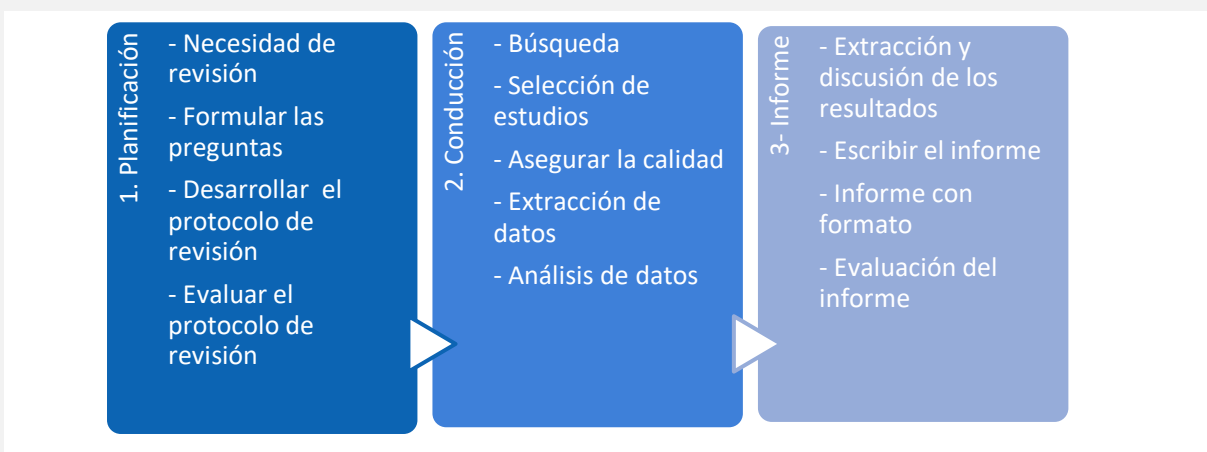 1. Planificación
- Necesidad de
revisión
- Formular las
preguntas
- Desarrollar  el
protocolo de
revisión
- Evaluar el
protocolo de
revisión
2. Conducción
- Búsqueda
- Selección de
estudios
- Asegurar la calidad
- Extracción de
datos
- Análisis de datos
3- Informe
- Extracción y
discusión de los
resultados
- Escribir el informe
- Informe con
formato
- Evaluación del
informe